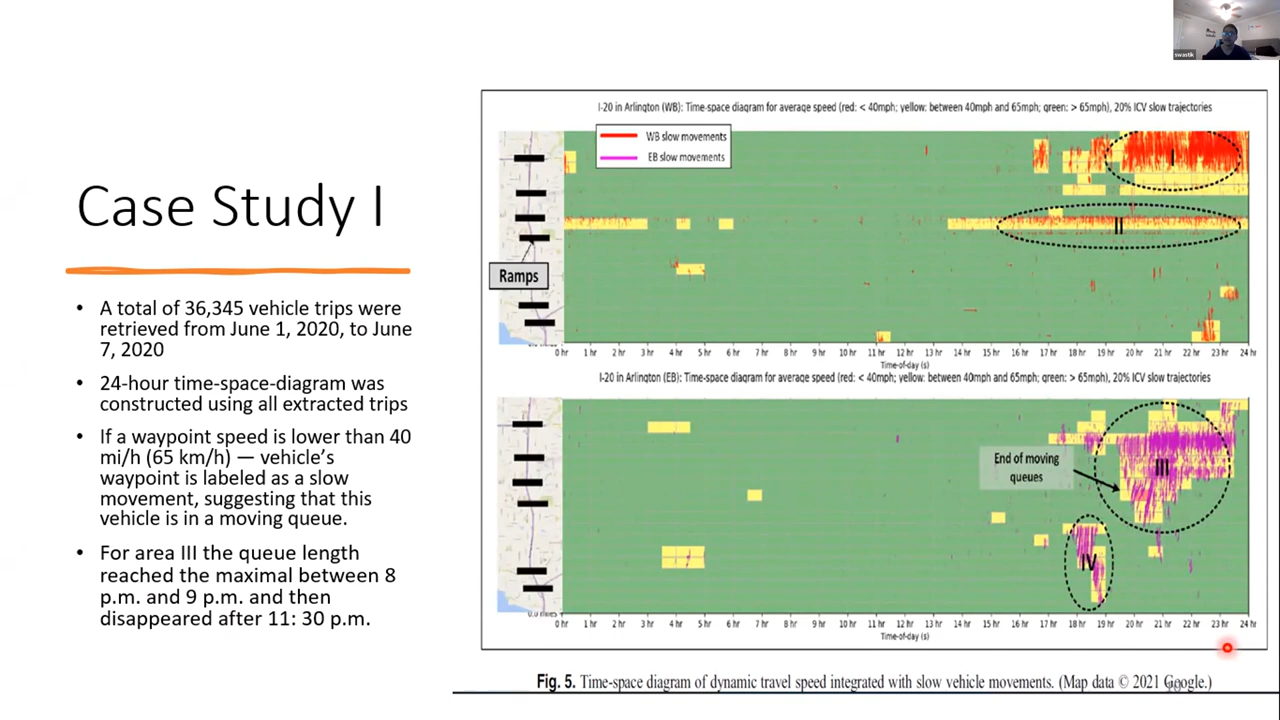 swastik
Case Study I
• A total of 36,345 vehicle trips were
retrieved from June 1, 2020, to June
7, 2020
• 24-hour time-space-diagram was
constructed using all extracted trips
• If a waypoint speed is lower than 40
mi/h (65 km/h) — vehicle's
waypoint is labeled as a slow
movement, suggesting that this
vehicle is in a moving queue.
• For area III the queue length
reached the maximal between 8
p.m. and 9 p.m. and then
disappeared after 11: 30 p.m.
I-20 in Arlington (WB): Time-space diagram for average speed (red: < 40mph; yellow: between 40mph and 65mph; green: > 65mph), 20% ICV slow trajectories
WB slow movements
EB slow movements
I
II
Ramps
0 hr 1 hr 2 hr 3 hr 4 hr 5 hr 6 hr 7 hr 8 hr 9 hr 10 hr 11 hr 12 hr 13 hr 14 hr 15 hr 16 hr 17 hr 18 hr 19 hr 20 hr 21 hr 22 hr 23 hr 24 hr
Time-of-day (s)
I-20 in Arlington (EB): Time-space diagram for average speed (red: < 40mph; yellow: between 40mph and 65mph; green: > 65mph), 20% ICV slow trajectories
End of moving
queues
III
IV
0.0 miles
0 hr 1 hr 2 hr 3 hr 4 hr 5 hr 6 hr 7 hr 8 hr 9 hr 10 hr 11 hr 12 hr 13 hr 14 hr 15 hr 16 hr 17 hr 18 hr 19 hr 20 hr 21 hr 22 hr 23 hr 24 hr
Time-of-day (s)
Fig. 5. Time-space diagram of dynamic travel speed integrated with slow vehicle movements. (Map data © 2021 Google.)